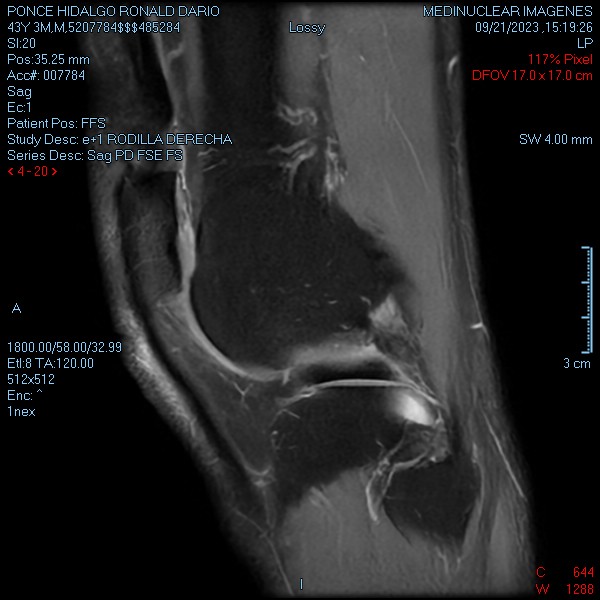 PONCE HIDALGO RONALD DARIO
43Y 3M,M,5207784$$$485284
Sl:20
Pos:35.25 mm
Acc#: 007784
Sag
Ec:1
Patient Pos: FFS
Study Desc: e+1 RODILLA DERECHA
Series Desc: Sag PD FSE FS
< 4 - 20 >
Lossy
MEDINUCLEAR IMAGENES
09/21/2023 ,15:19:26
LP
117% Pixel
DFOV 17.0 x 17.0 cm
SW 4.00 mm
A
3 cm
1800.00/58.00/32.99
Etl:8 TA:120.00
512x512
Enc: ^
1nex
I
C 644
W 1288